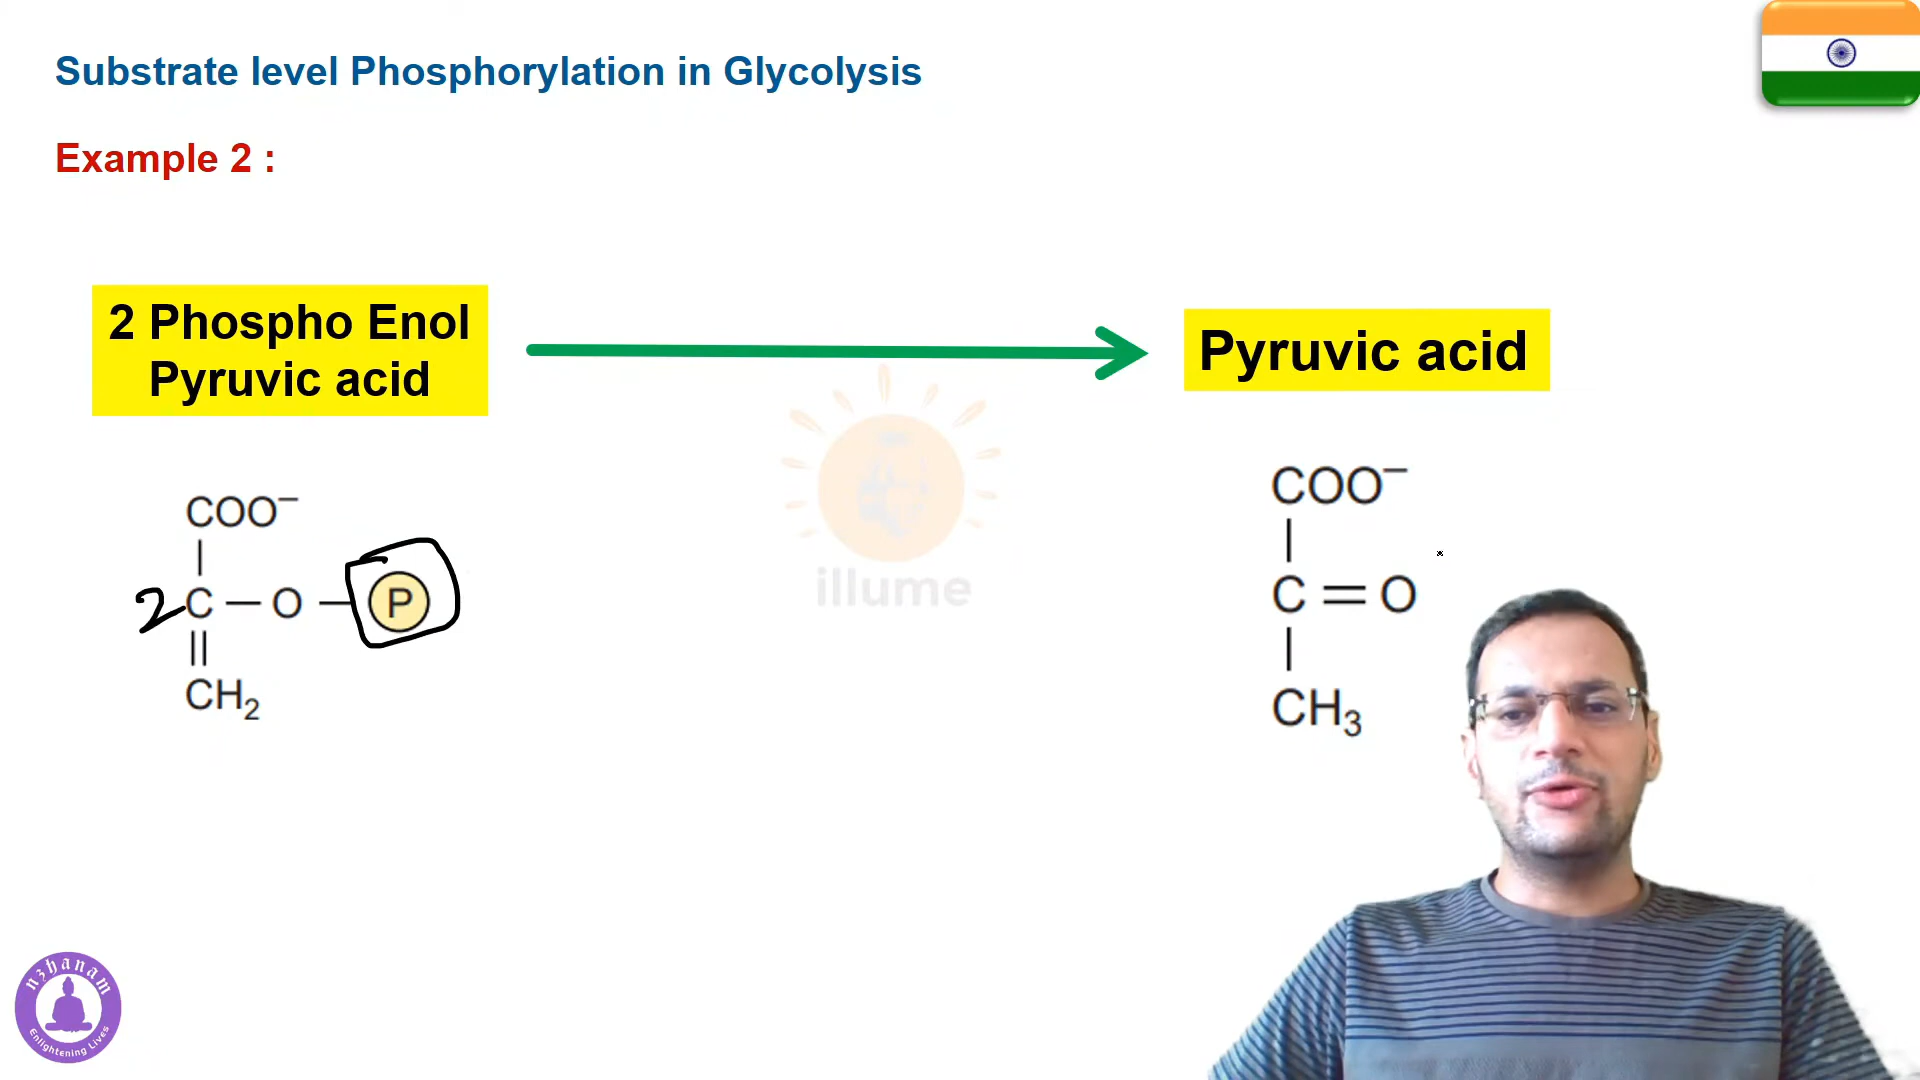 Substrate level Phosphorylation in Glycolysis
Example 2 :
2 Phospho Enol
Pyruvic acid
Pyruvic acid
COO⁻
|
2 C — O — P
||
CH₂
COO⁻
|
C = O
|
CH₃
illume
nzhanam
Enlightening Lives